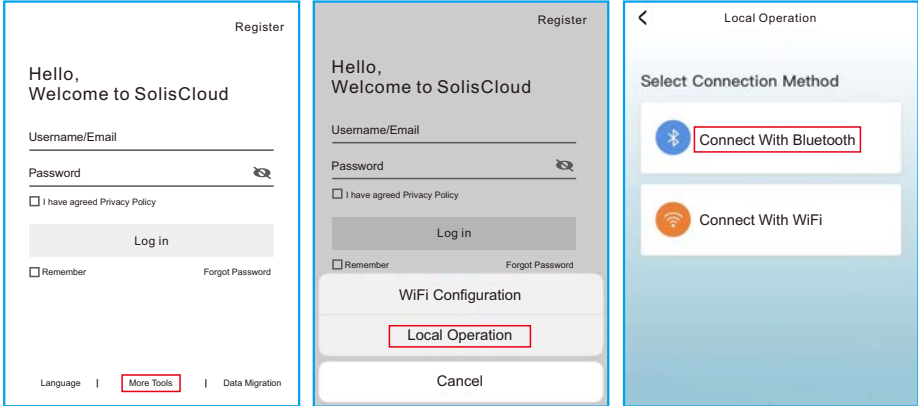 Register
Hello,
Welcome to SolisCloud
Username/Email
Password
I have agreed Privacy Policy
Log in
Remember Forgot Password
Language | More Tools | Data Migration
Register
Hello,
Welcome to SolisCloud
Username/Email
Password
I have agreed Privacy Policy
Log in
Remember Forgot Password
WiFi Configuration
Local Operation
Cancel
Local Operation
Select Connection Method
Connect With Bluetooth
Connect With WiFi